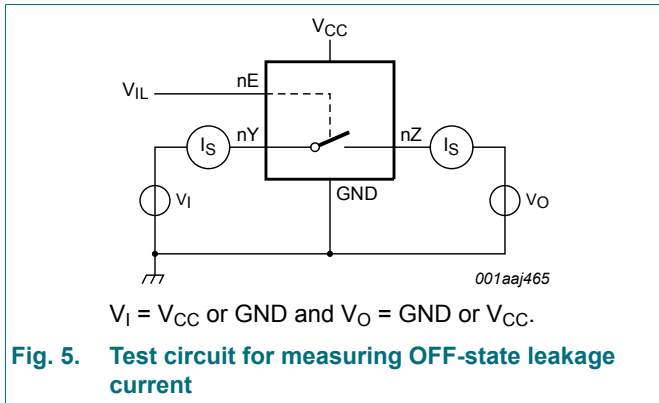 VCC
nE
VIL
nY
nZ
IS
IS
GND
VI
VO
001aaj465
VI = VCC or GND and VO = GND or VCC.
Fig. 5. Test circuit for measuring OFF-state leakage
current